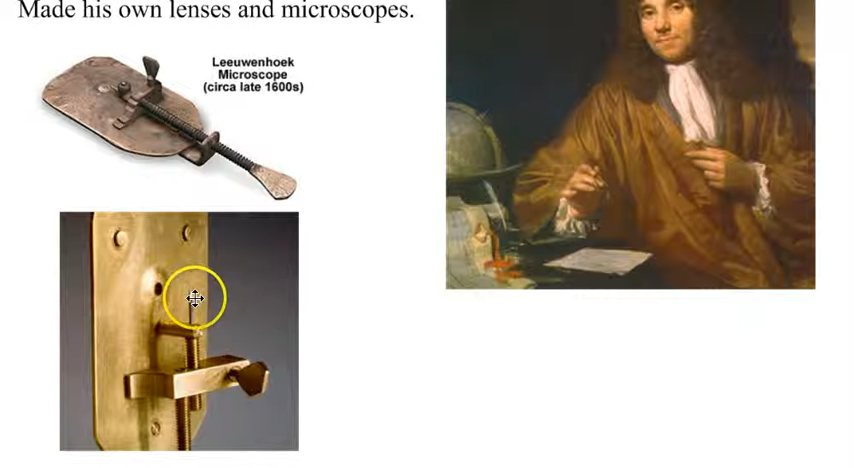 Made his own lenses and microscopes.
Leeuwenhoek
Microscope
(circa late 1600s)